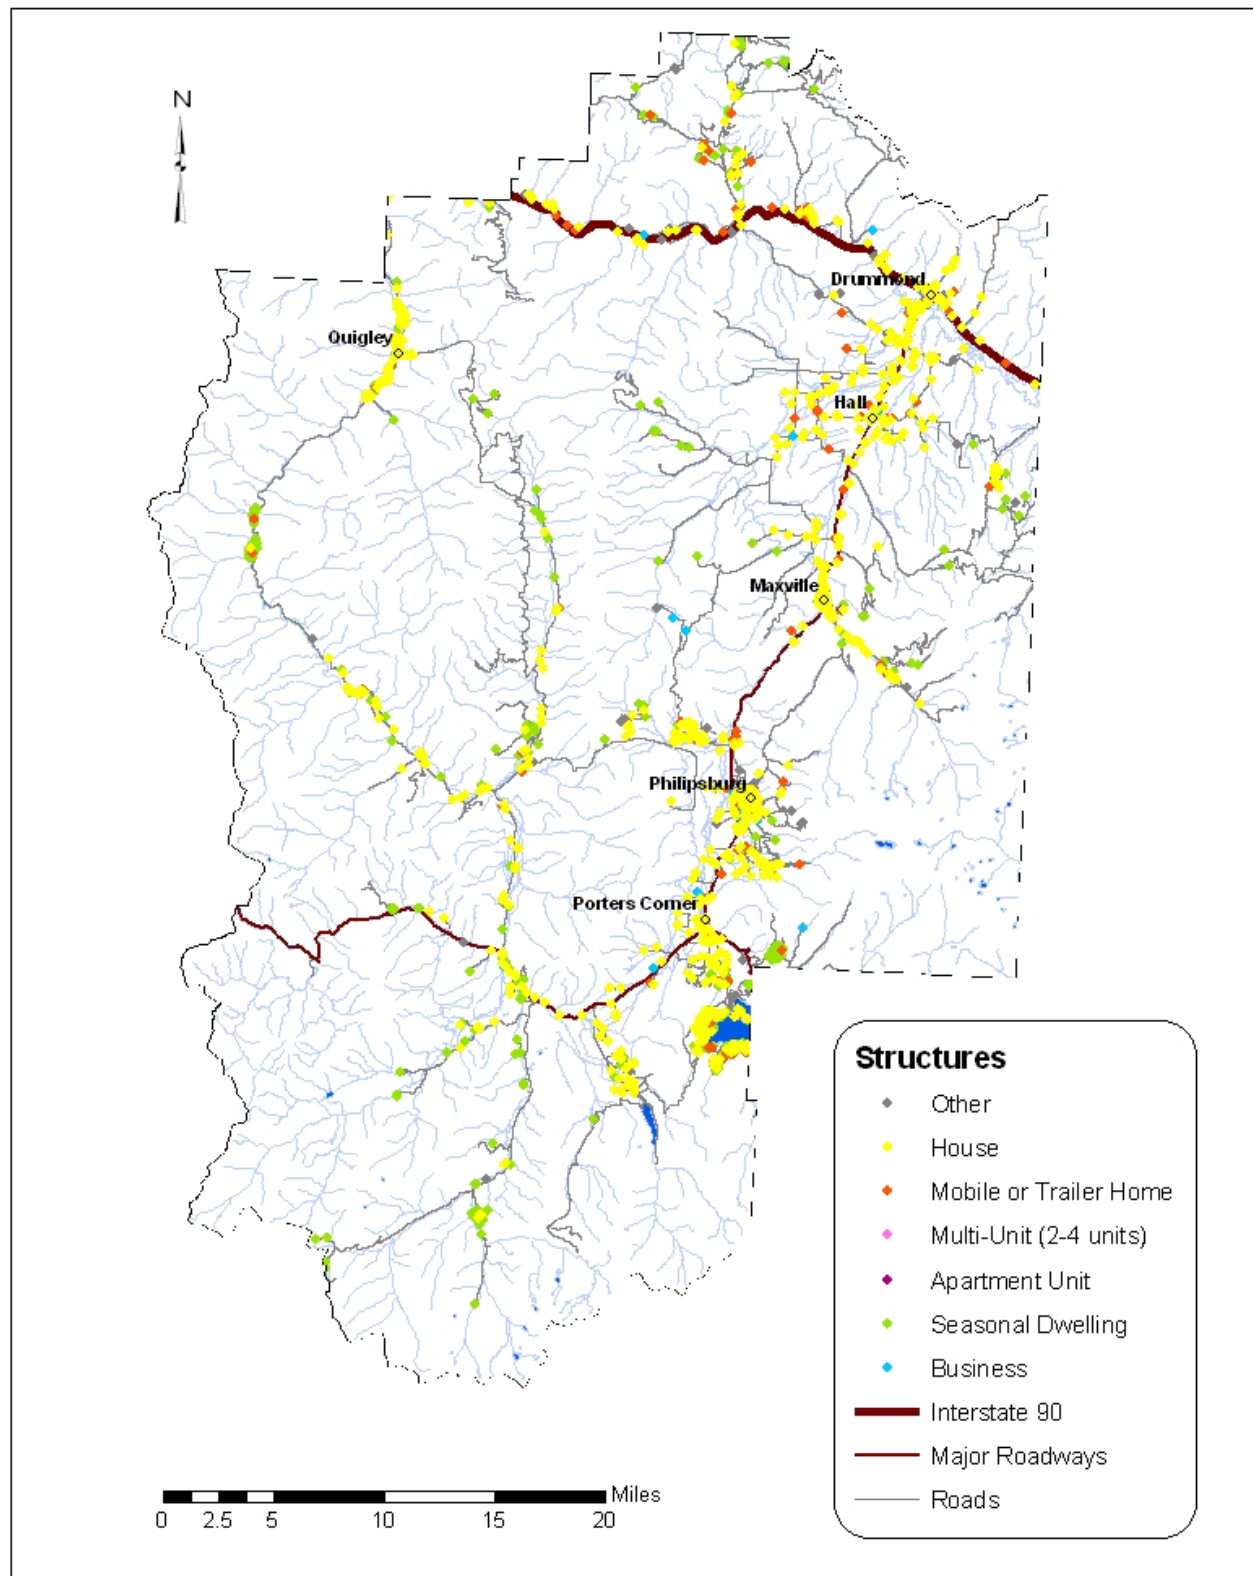 N
Drummond
Quigley
Hall
Maxville
Philipsburg
Porters Corner
Structures
Other
House
Mobile or Trailer Home
Multi-Unit (2-4 units)
Apartment Unit
Seasonal Dwelling
Business
Interstate 90
Major Roadways
Roads
Miles
0 2.5 5 10 15 20